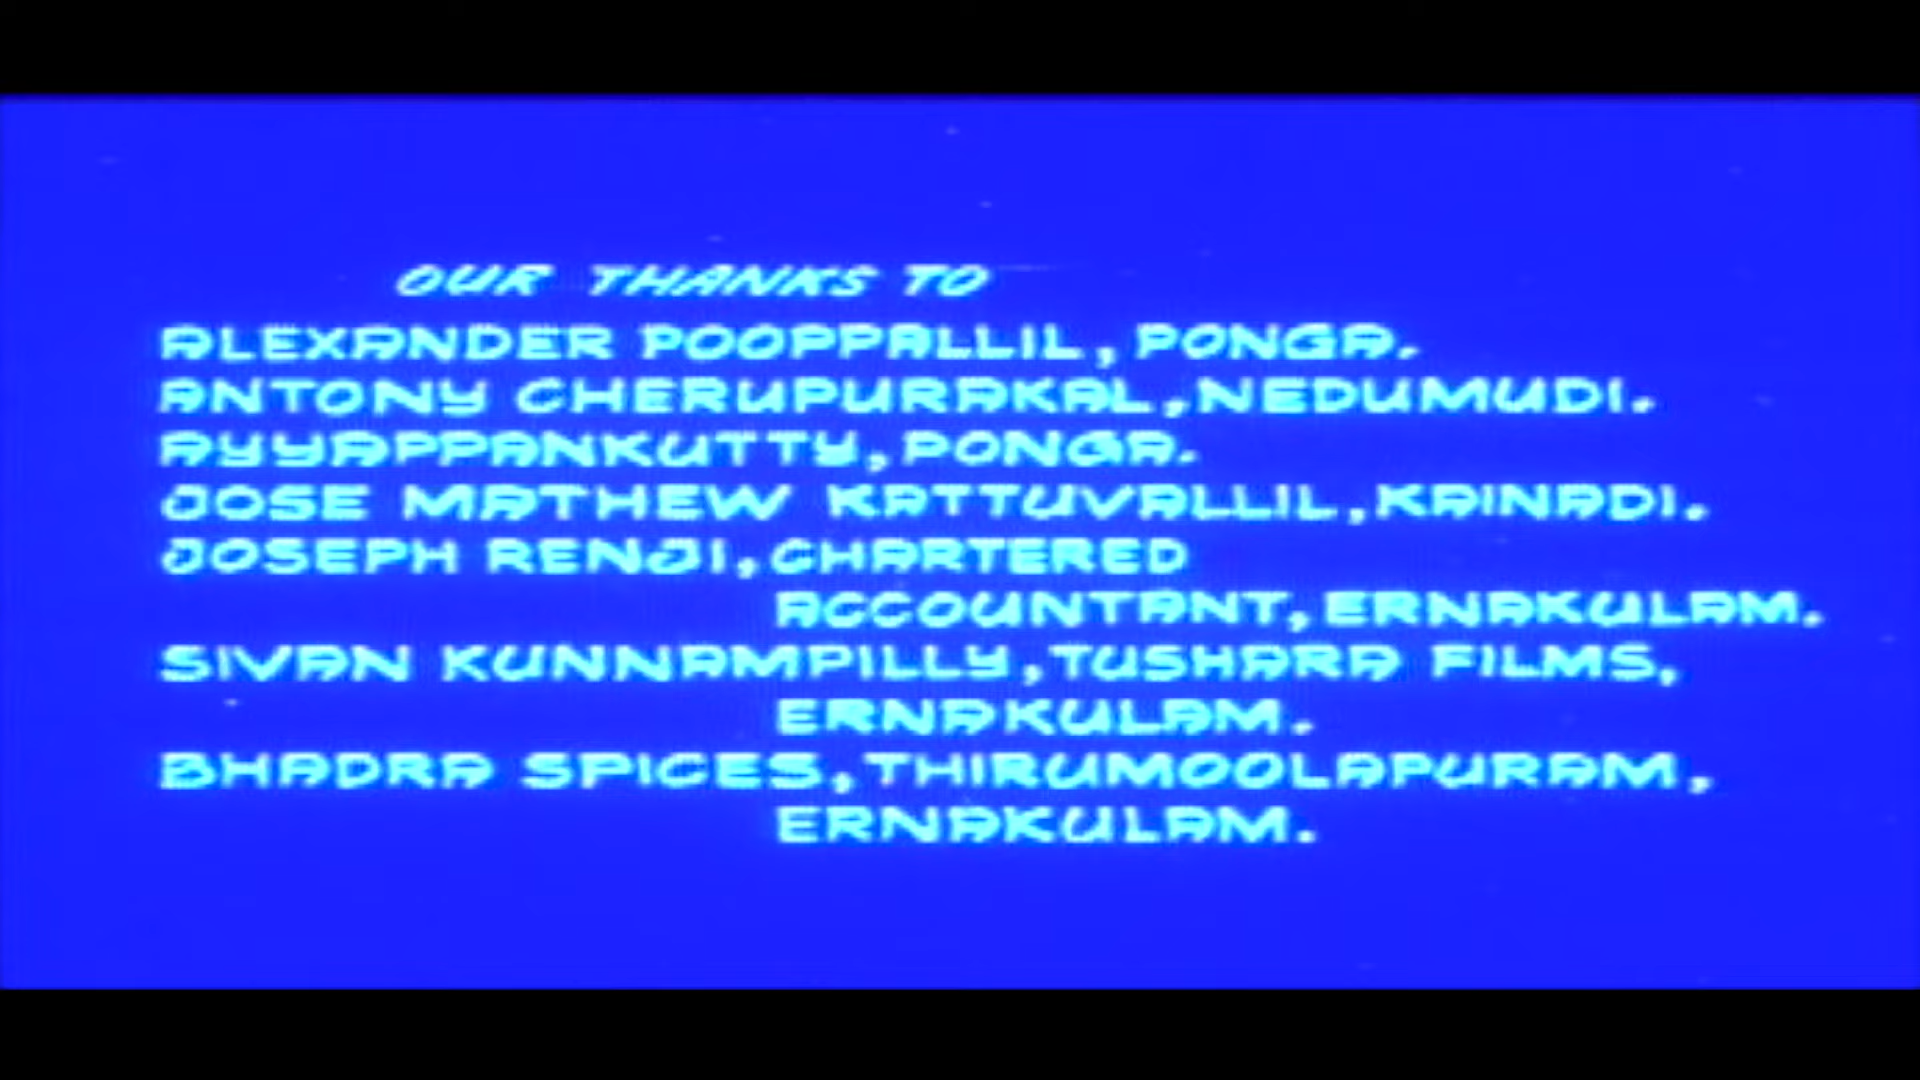 OUR THANKS TO
ALEXANDER POOPPALLIL, PONGA.
ANTONY CHERUPURAKAL, NEDUMUDI.
AYYAPPANKUTTY, PONGA.
JOSE MATHEW KATTUVALLIL, KAINADI.
JOSEPH RENJI, CHARTERED
ACCOUNTANT, ERNAKULAM.
SIVAN KUNNAMPILLY, TUSHARA FILMS,
ERNAKULAM.
BHADRA SPICES, THIRUMOOLAPURAM,
ERNAKULAM.